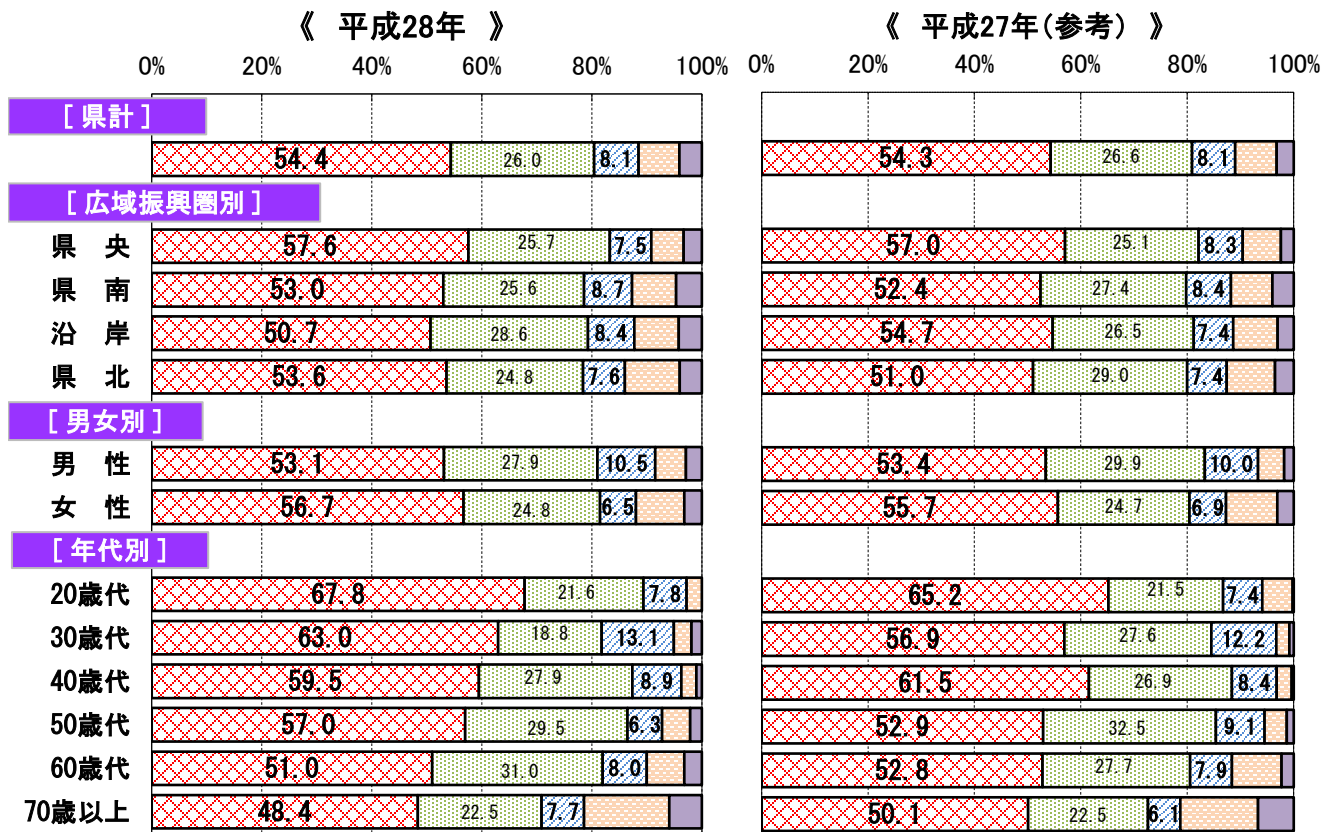 《 平成28年 》 《 平成27年(参考) 》
0% 20% 40% 60% 80% 100% 0% 20% 40% 60% 80% 100%
[ 県計 ]
54.4 26.0 8.1 54.3 26.6 8.1
[ 広域振興圏別 ]
県 央 57.6 25.7 7.5 57.0 25.1 8.3
県 南 53.0 25.6 8.7 52.4 27.4 8.4
沿 岸 50.7 28.6 8.4 54.7 26.5 7.4
県 北 53.6 24.8 7.6 51.0 29.0 7.4
[ 男女別 ]
男 性 53.1 27.9 10.5 53.4 29.9 10.0
女 性 56.7 24.8 6.5 55.7 24.7 6.9
[ 年代別 ]
20歳代 67.8 21.6 7.8 65.2 21.5 7.4
30歳代 63.0 18.8 13.1 56.9 27.6 12.2
40歳代 59.5 27.9 8.9 61.5 26.9 8.4
50歳代 57.0 29.5 6.3 52.9 32.5 9.1
60歳代 51.0 31.0 8.0 52.8 27.7 7.9
70歳以上 48.4 22.5 7.7 50.1 22.5 6.1